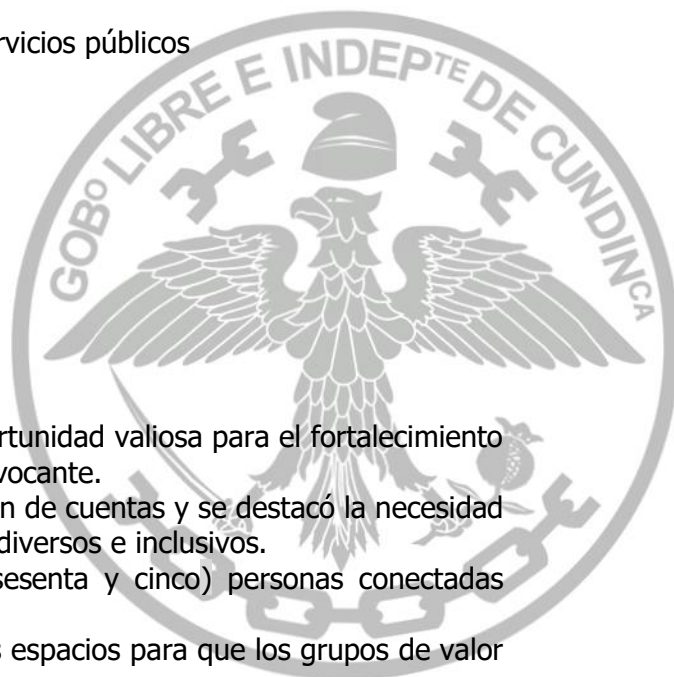 rvicios públicos
GOBº LIBRE E INDEPTE DE CUNDINCA
rtunidad valiosa para el fortalecimiento
vocante.
n de cuentas y se destacó la necesidad
diversos e inclusivos.
sesenta y cinco) personas conectadas
s espacios para que los grupos de valor